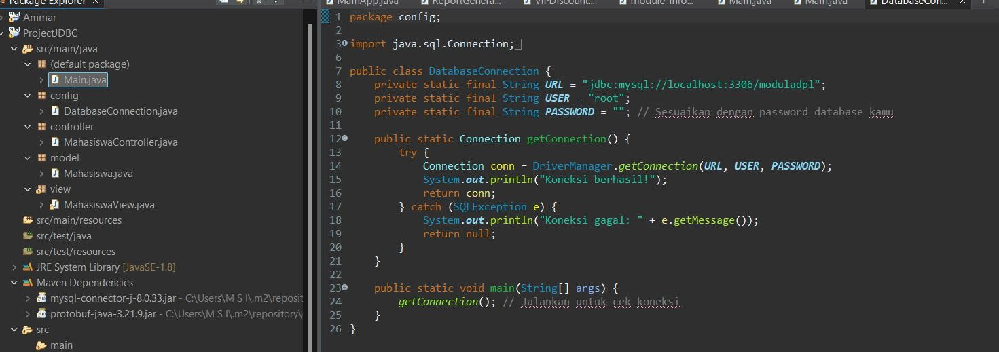 Package Explorer
Ammar
ProjectJDBC
src/main/java
(default package)
Main.java
config
DatabaseConnection.java
controller
MahasiswaController.java
model
Mahasiswa.java
view
MahasiswaView.java
src/main/resources
src/test/java
src/test/resources
JRE System Library [JavaSE-1.8]
Maven Dependencies
mysql-connector-j-8.0.33.jar - C:\Users\M S I\.m2\reposit
protobuf-java-3.21.9.jar - C:\Users\M S I\.m2\repository\
src
main
MainApp.java ReportGenera... VIPDiscount... module-info... Main.java Main.java DatabaseCon...
1 package config;
2
3 import java.sql.Connection;
6
7 public class DatabaseConnection {
8     private static final String URL = "jdbc:mysql://localhost:3306/moduladpl";
9     private static final String USER = "root";
10     private static final String PASSWORD = ""; // Sesuaikan dengan password database kamu
11
12     public static Connection getConnection() {
13         try {
14             Connection conn = DriverManager.getConnection(URL, USER, PASSWORD);
15             System.out.println("Koneksi berhasil!");
16             return conn;
17         } catch (SQLException e) {
18             System.out.println("Koneksi gagal: " + e.getMessage());
19             return null;
20         }
21     }
22
23     public static void main(String[] args) {
24         getConnection(); // Jalankan untuk cek koneksi
25     }
26 }